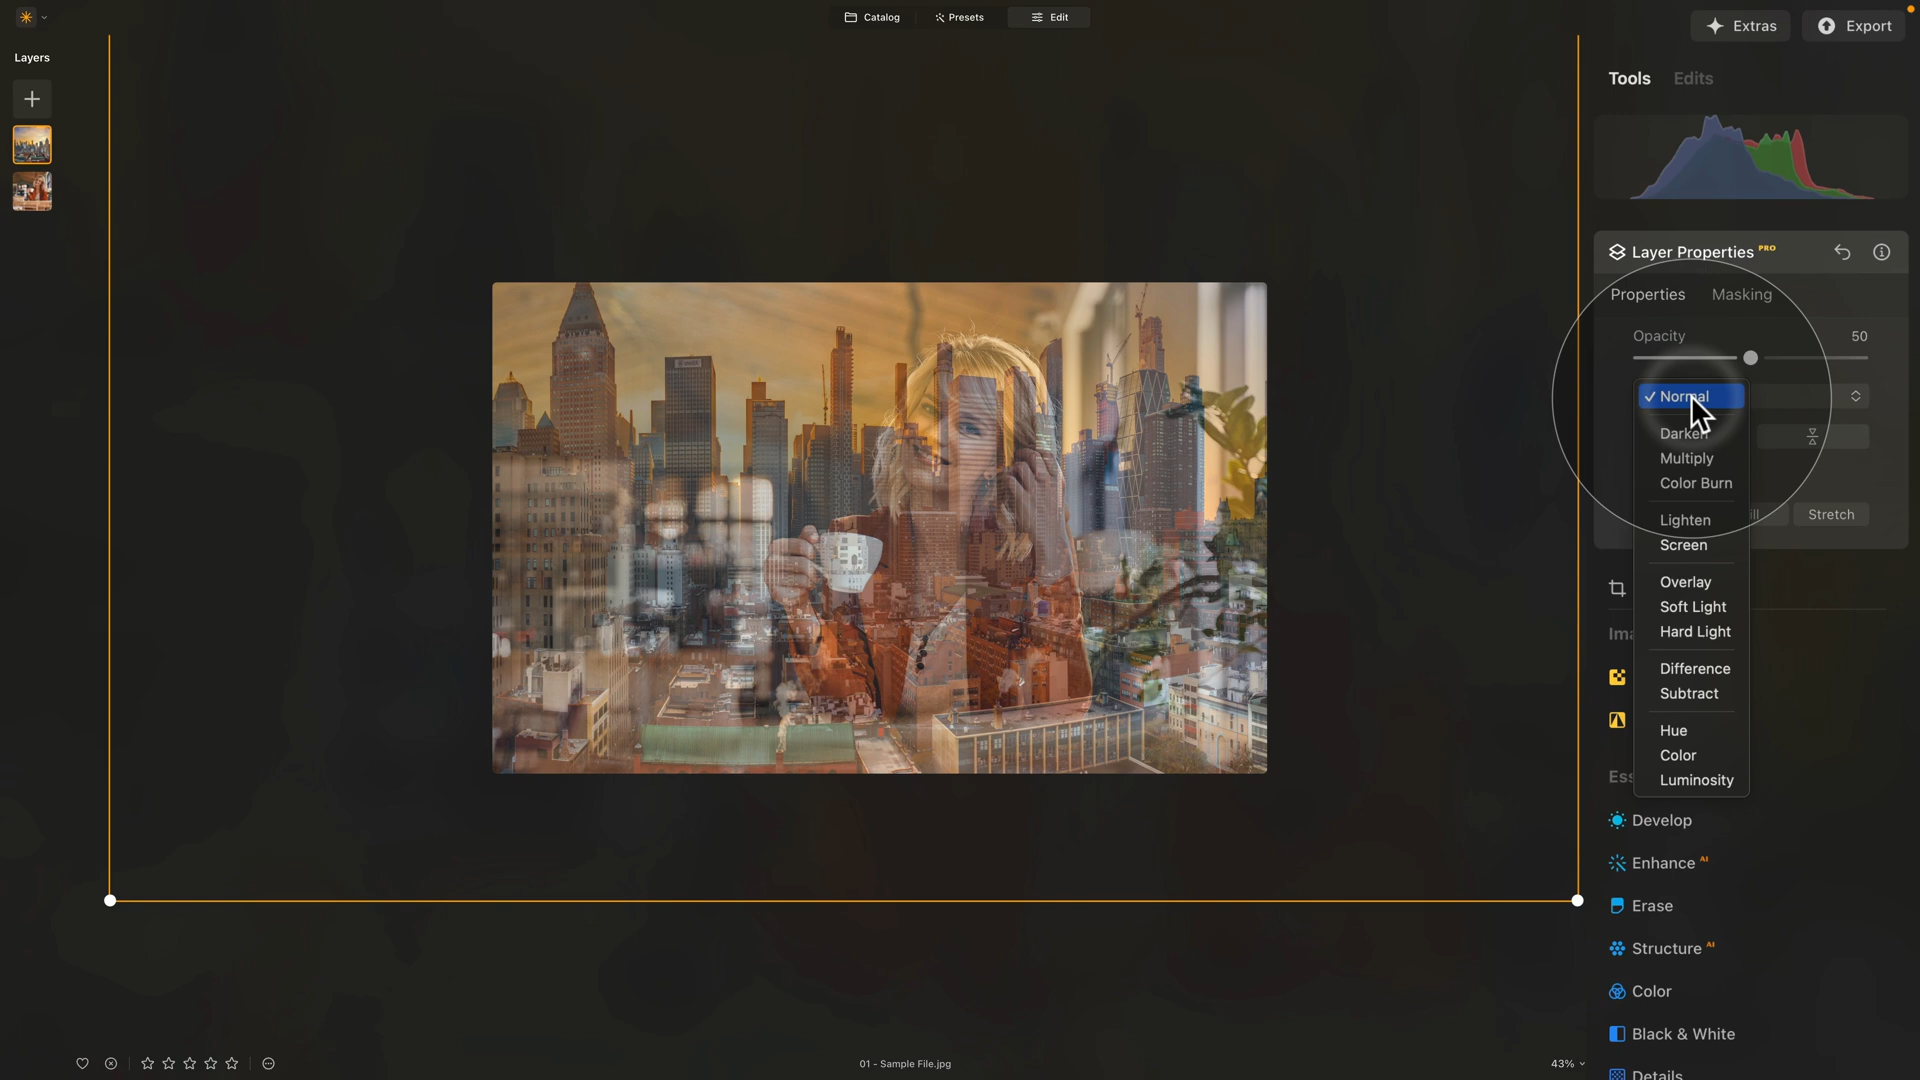 Catalog
Presets
Edit
Extras
Export
Layers
Tools
Edits
Layer Properties PRO
Properties
Masking
Opacity
50
✓ Normal
Darken
Multiply
Color Burn
Lighten
Screen
Stretch
Overlay
Soft Light
Hard Light
Difference
Subtract
Hue
Color
Luminosity
Develop
Enhance AI
Erase
Structure AI
Color
Black & White
Details
01 - Sample File.jpg
43%